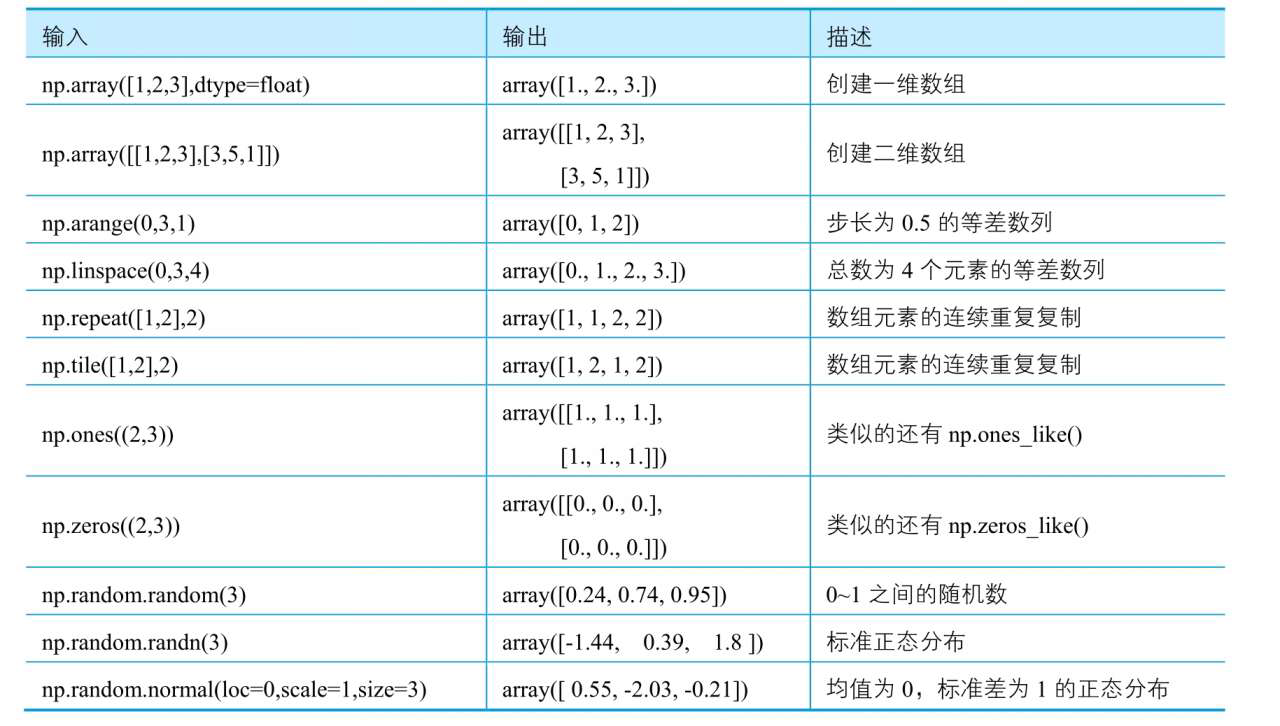 输入 输出 描述
np.array([1,2,3],dtype=float) array([1., 2., 3.]) 创建一维数组
np.array([[1,2,3],[3,5,1]]) array([[1, 2, 3], 创建二维数组
[3, 5, 1]])
np.arange(0,3,1) array([0, 1, 2]) 步长为 0.5 的等差数列
np.linspace(0,3,4) array([0., 1., 2., 3.]) 总数为 4 个元素的等差数列
np.repeat([1,2],2) array([1, 1, 2, 2]) 数组元素的连续重复复制
np.tile([1,2],2) array([1, 2, 1, 2]) 数组元素的连续重复复制
np.ones((2,3)) array([[1., 1., 1.], 类似的还有 np.ones_like()
[1., 1., 1.]])
np.zeros((2,3)) array([[0., 0., 0.], 类似的还有 np.zeros_like()
[0., 0., 0.]])
np.random.random(3) array([0.24, 0.74, 0.95]) 0~1 之间的随机数
np.random.randn(3) array([-1.44, 0.39, 1.8 ]) 标准正态分布
np.random.normal(loc=0,scale=1,size=3) array([ 0.55, -2.03, -0.21]) 均值为 0，标准差为 1 的正态分布